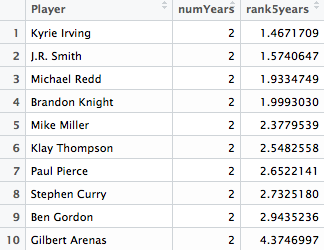 Player numYears rank5years
1 Kyrie Irving 2 1.4671709
2 J.R. Smith 2 1.5740647
3 Michael Redd 2 1.9334749
4 Brandon Knight 2 1.9993030
5 Mike Miller 2 2.3779539
6 Klay Thompson 2 2.5482558
7 Paul Pierce 2 2.6522141
8 Stephen Curry 2 2.7325180
9 Ben Gordon 2 2.9435236
10 Gilbert Arenas 2 4.3746997